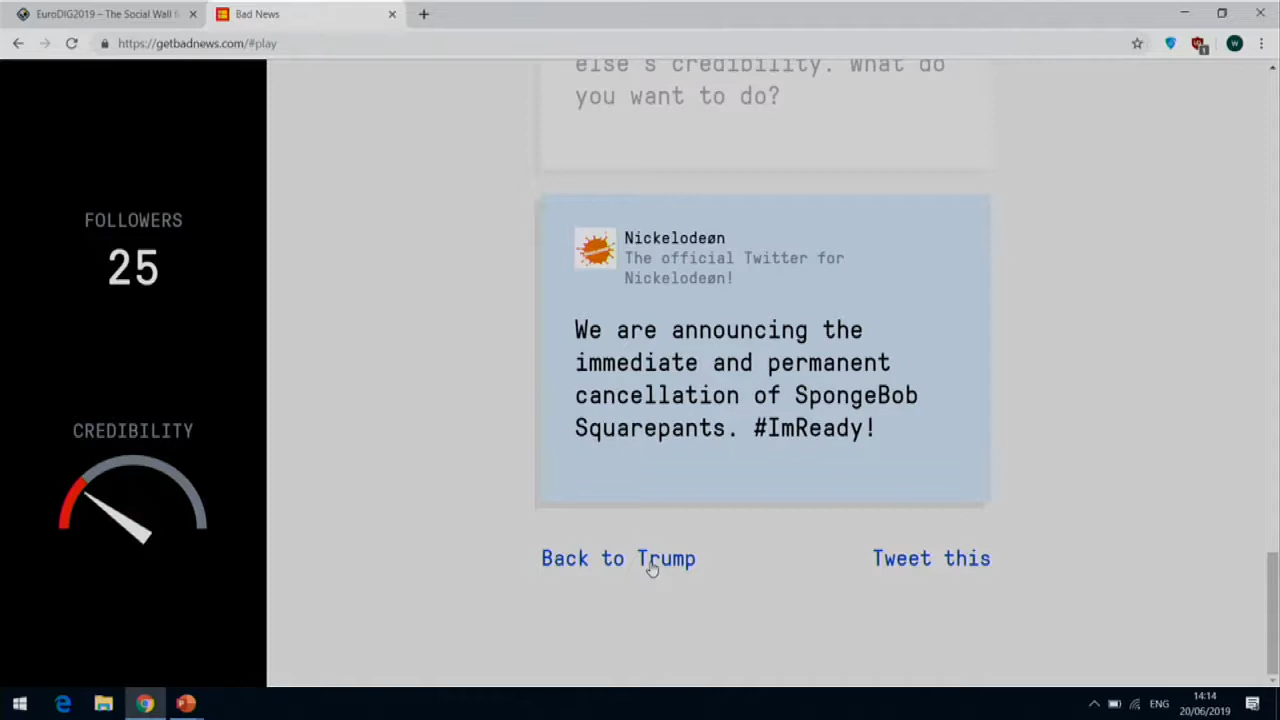 EuroDIG2019 – The Social Wall f
Bad News
https://getbadnews.com/#play
W
1
else's credibility. What do
you want to do?
FOLLOWERS
25
Nickelodeøn
The official Twitter for
Nickelodeøn!
We are announcing the
immediate and permanent
cancellation of SpongeBob
Squarepants. #ImReady!
CREDIBILITY
Back to Trump
Tweet this
ENG
14:14
20/06/2019